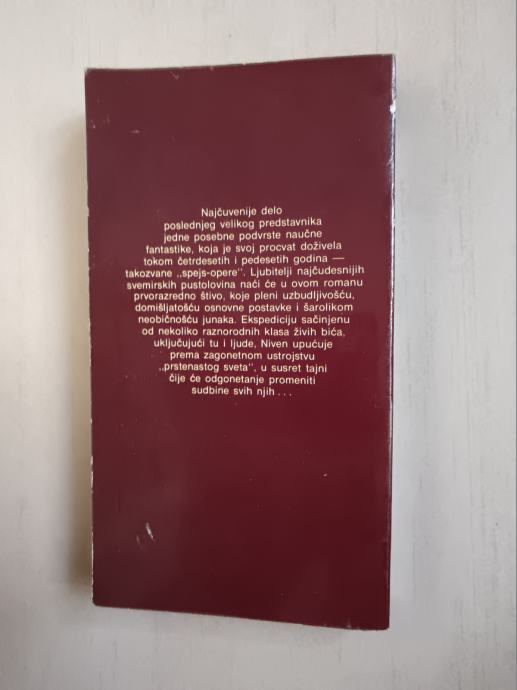 Najčuvenije delo
poslednjeg velikog predstavnika
jedne posebne podvrste naučne
fantastike, koja je svoj procvat doživela
tokom četrdesetih i pedesetih godina —
takozvane „spejs-opere". Ljubitelji najčudesnijih
svemirskih pustolovina naći će u ovom romanu
prvorazredno štivo, koje pleni uzbudljivošću,
domišljatošću osnovne postavke i šarolikom
neobičnošću junaka. Ekspediciju sačinjenu
od nekoliko raznorodnih klasa živih bića,
uključujući tu i ljude, Niven upućuje
prema zagonetnom ustrojstvu
„prstenastog sveta", u susret tajni
čije će odgonetanje promeniti
sudbine svih njih...